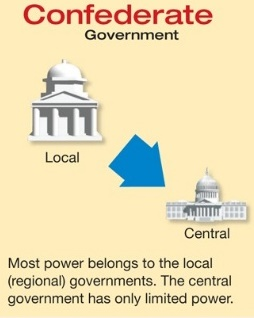 Confederate
Government
Local
Central
Most power belongs to the local
(regional) governments. The central
government has only limited power.